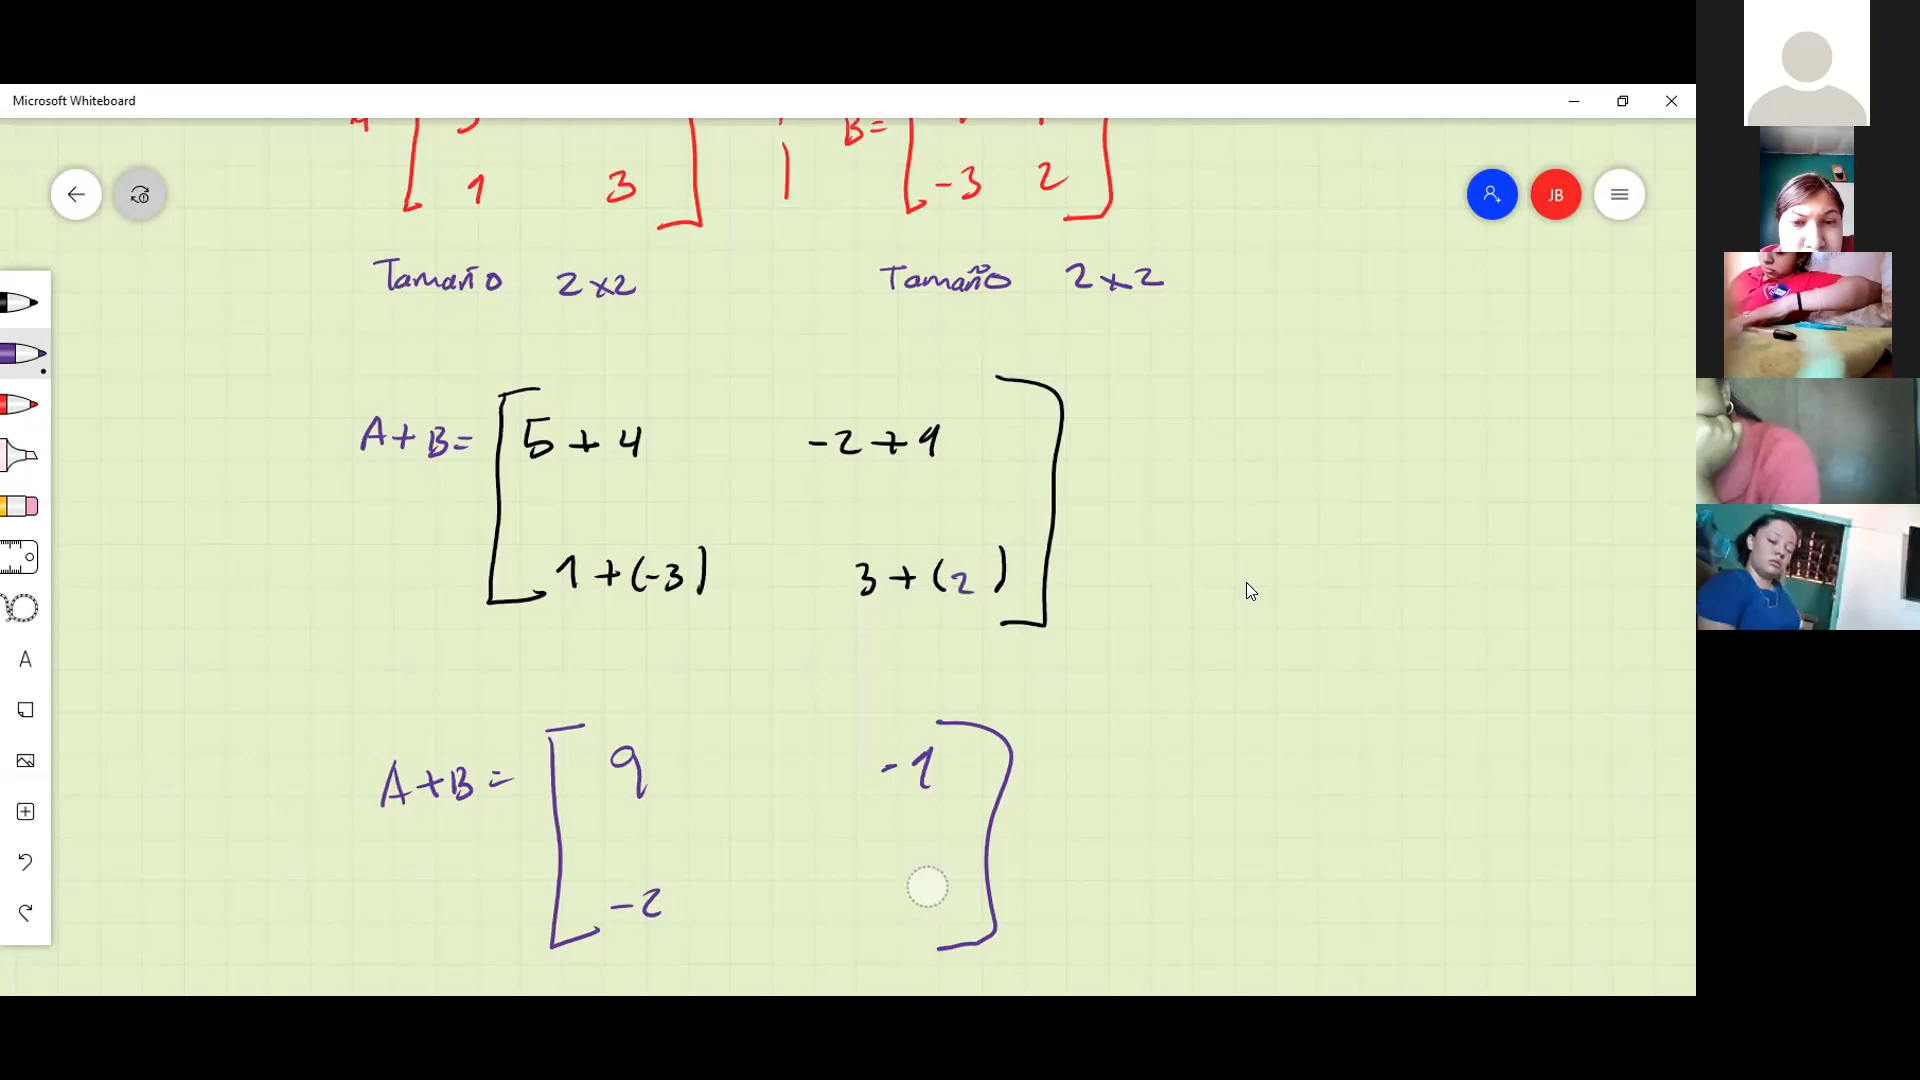 Microsoft Whiteboard
B=
1 3 -3 2
JB
Tamaño 2x2 Tamaño 2x2
A+B= 5+4 -2+1
1+(-3) 3+(2)
A
A+B= 9 -1
-2